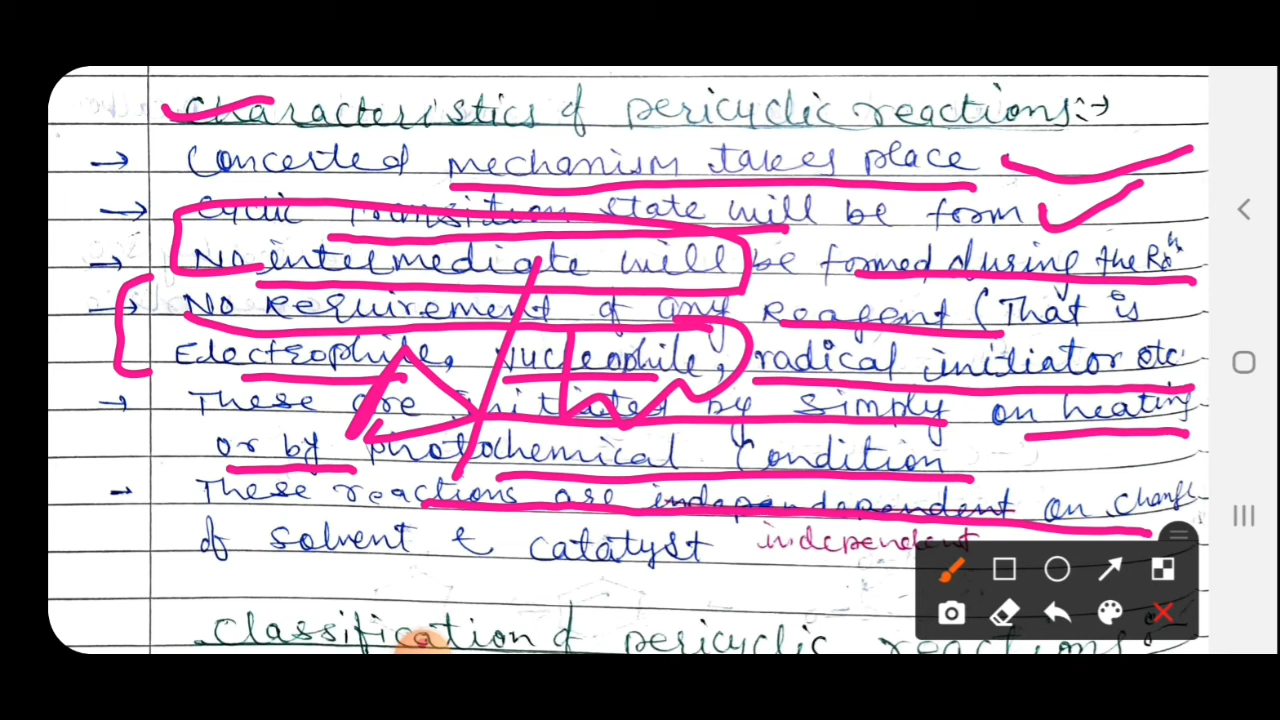 Characteristics of pericyclic reactions:->
→ Concerted mechanism takes place
→ Cyclic Transition state will be form
→ No intermediate will be formed during the Rxn
→ No Requirement of any Reagent (That is
Electrophile, Nucleophile, radical initiator etc.
→ These are initiated by simply on heating
or by photochemical Condition
→ These reactions are independependent on change
of solvent & catatyst independent
Classification of pericyclic reactions